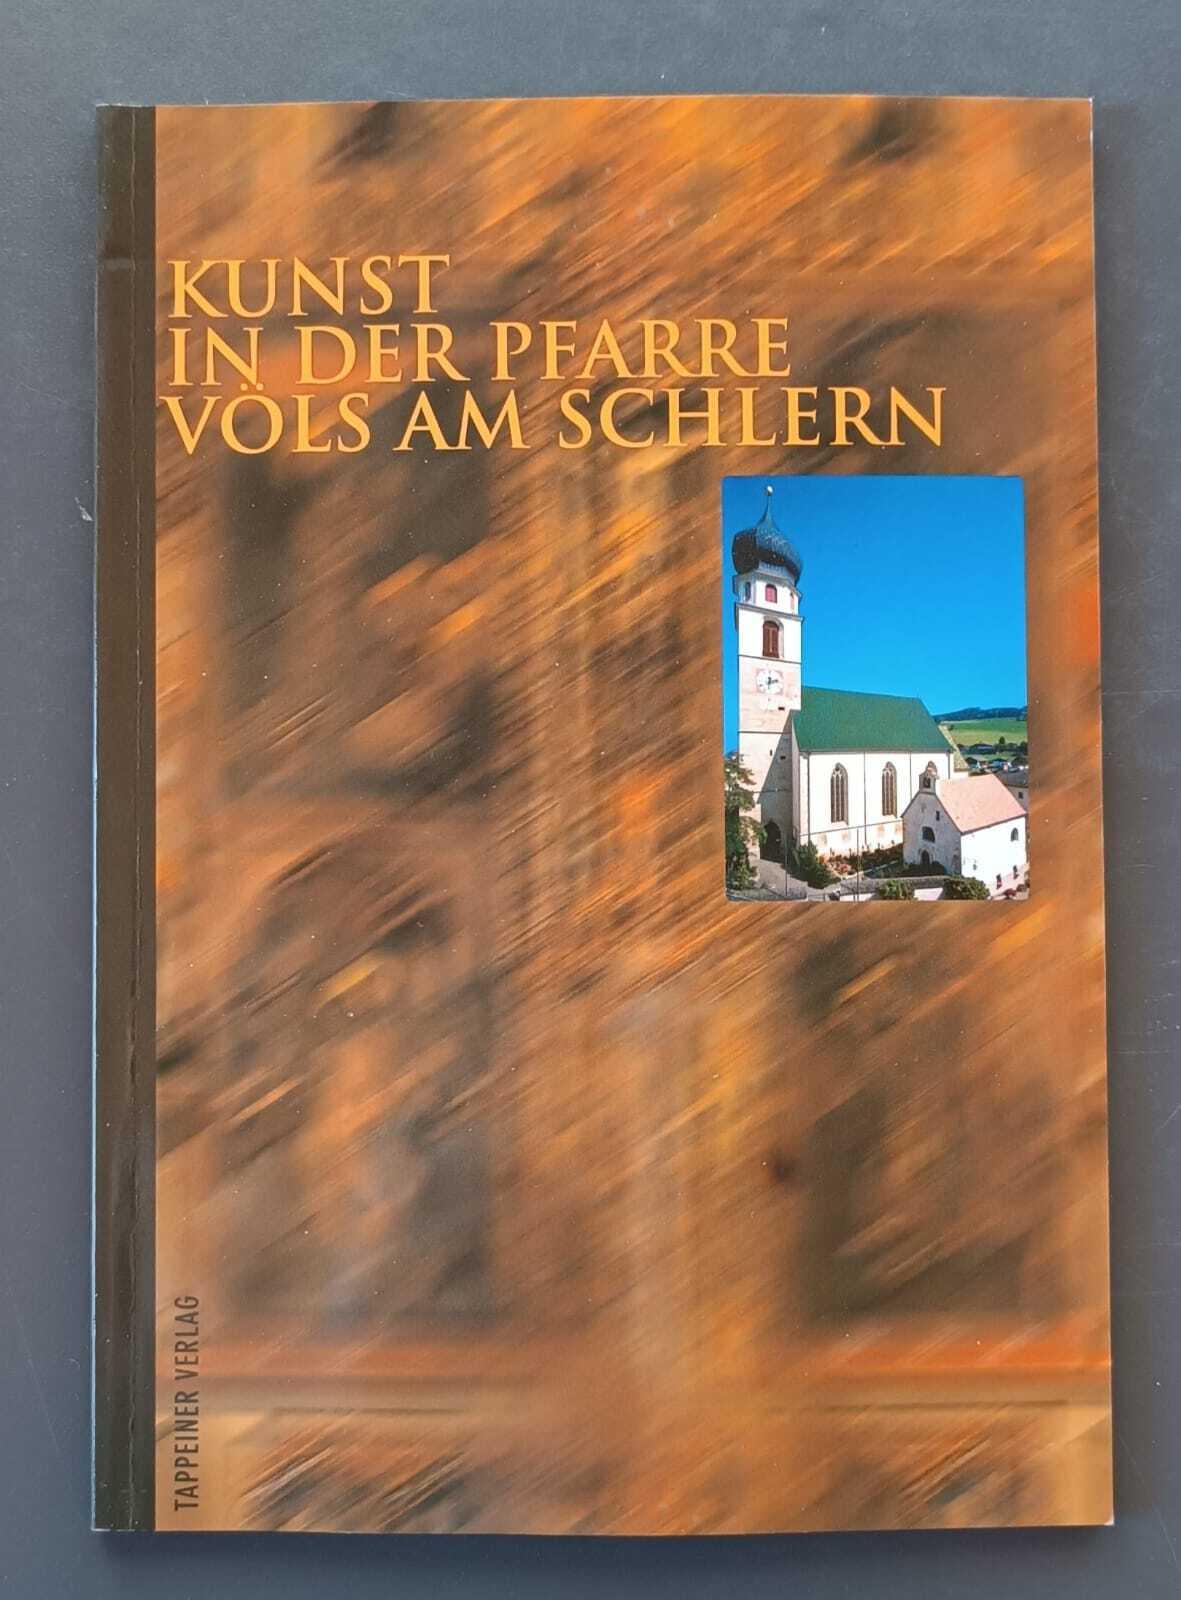 KUNST
IN DER PFARRE
VÖLS AM SCHLERN
TAPPEINER VERLAG